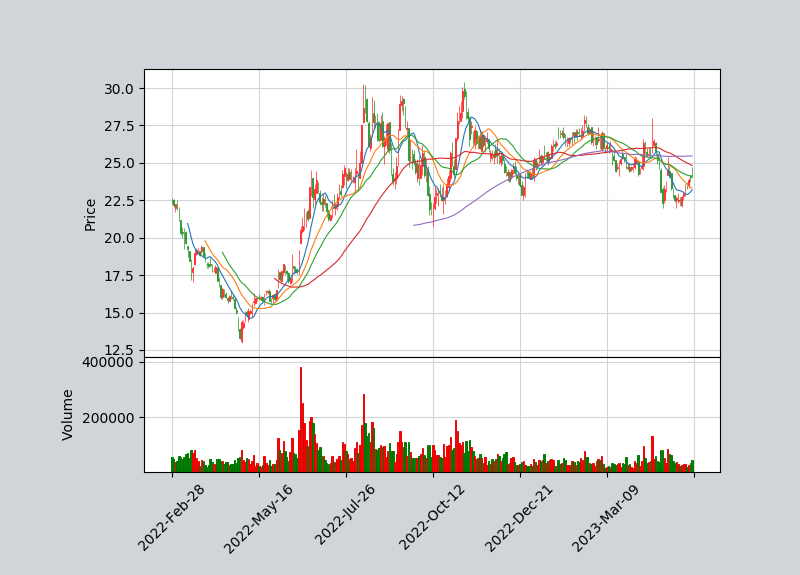 Price
30.0
27.5
25.0
22.5
20.0
17.5
15.0
12.5
Volume
400000
200000
2022-Feb-28
2022-May-16
2022-Jul-26
2022-Oct-12
2022-Dec-21
2023-Mar-09